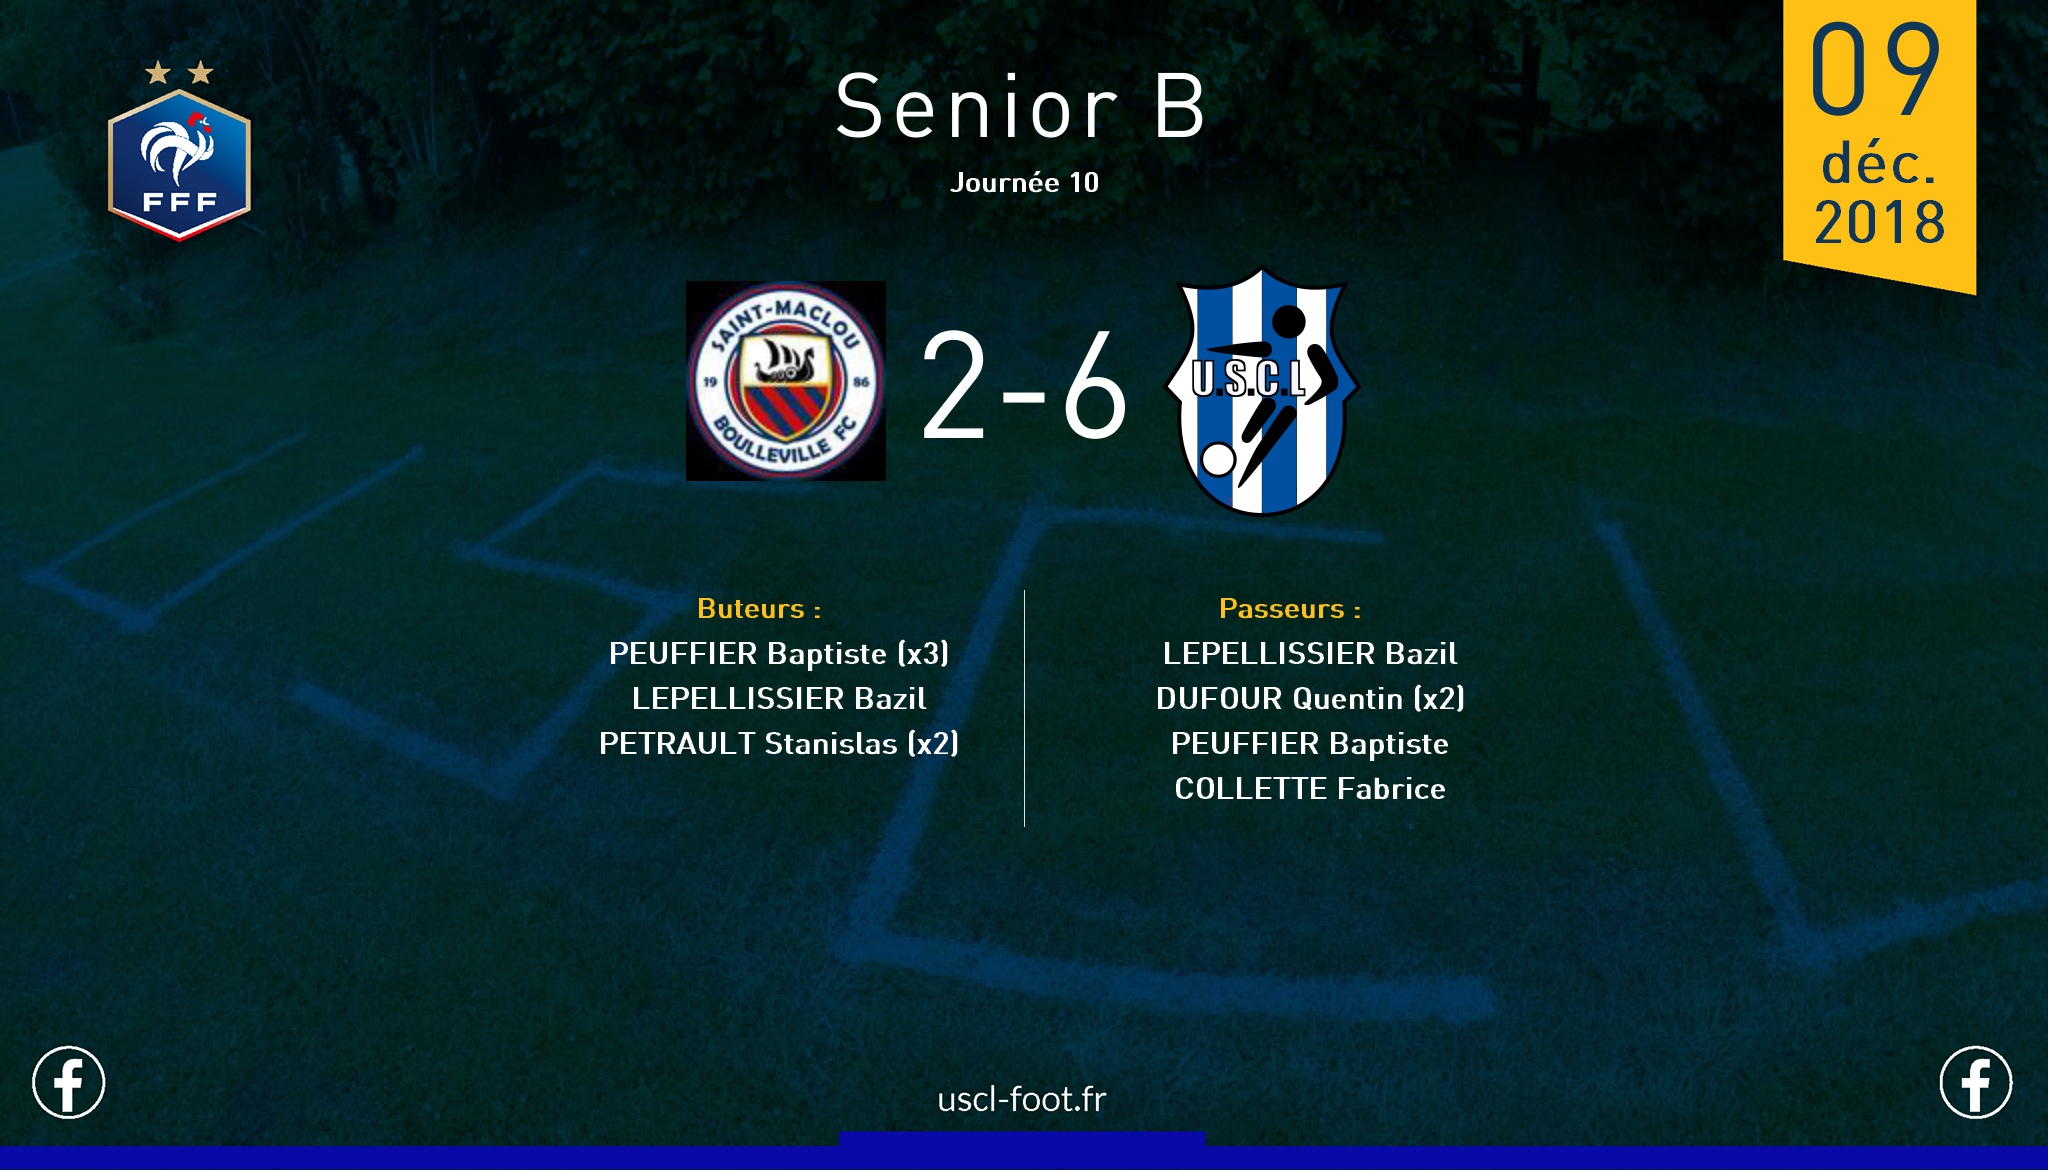 09
déc.
2018
Senior B
Journée 10
FFF
SAINT-MACLOU
19 86
BOULLEVILLE FC
2-6
U.S.C.L
Buteurs :
PEUFFIER Baptiste (x3)
LEPELLISSIER Bazil
PETRAULT Stanislas (x2)
Passeurs :
LEPELLISSIER Bazil
DUFOUR Quentin (x2)
PEUFFIER Baptiste
COLLETTE Fabrice
uscl-foot.fr